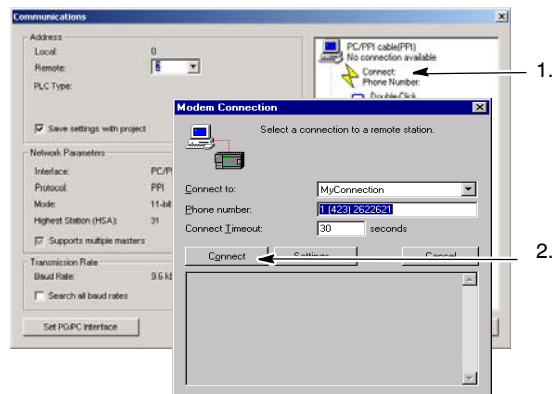 Communications
Address
Local: 0
Remote: 2
PLC Type:
Save settings with project
Network Parameters
Interface: PC/P
Protocol: PPI
Mode: 11-bit
Highest Station (HSA): 31
Supports multiple masters
Transmission Rate
Baud Rate: 9.6 k
Search all baud rates
Set PG/PC Interface
PC/PPI cable(PPI)
No connection available
Connect:
Phone Number:
Double-Click
1.
Modem Connection
Select a connection to a remote station.
Connect to: MyConnection
Phone number: 1 (423) 2622621
Connect Timeout: 30 seconds
Connect Settings Cancel
2.